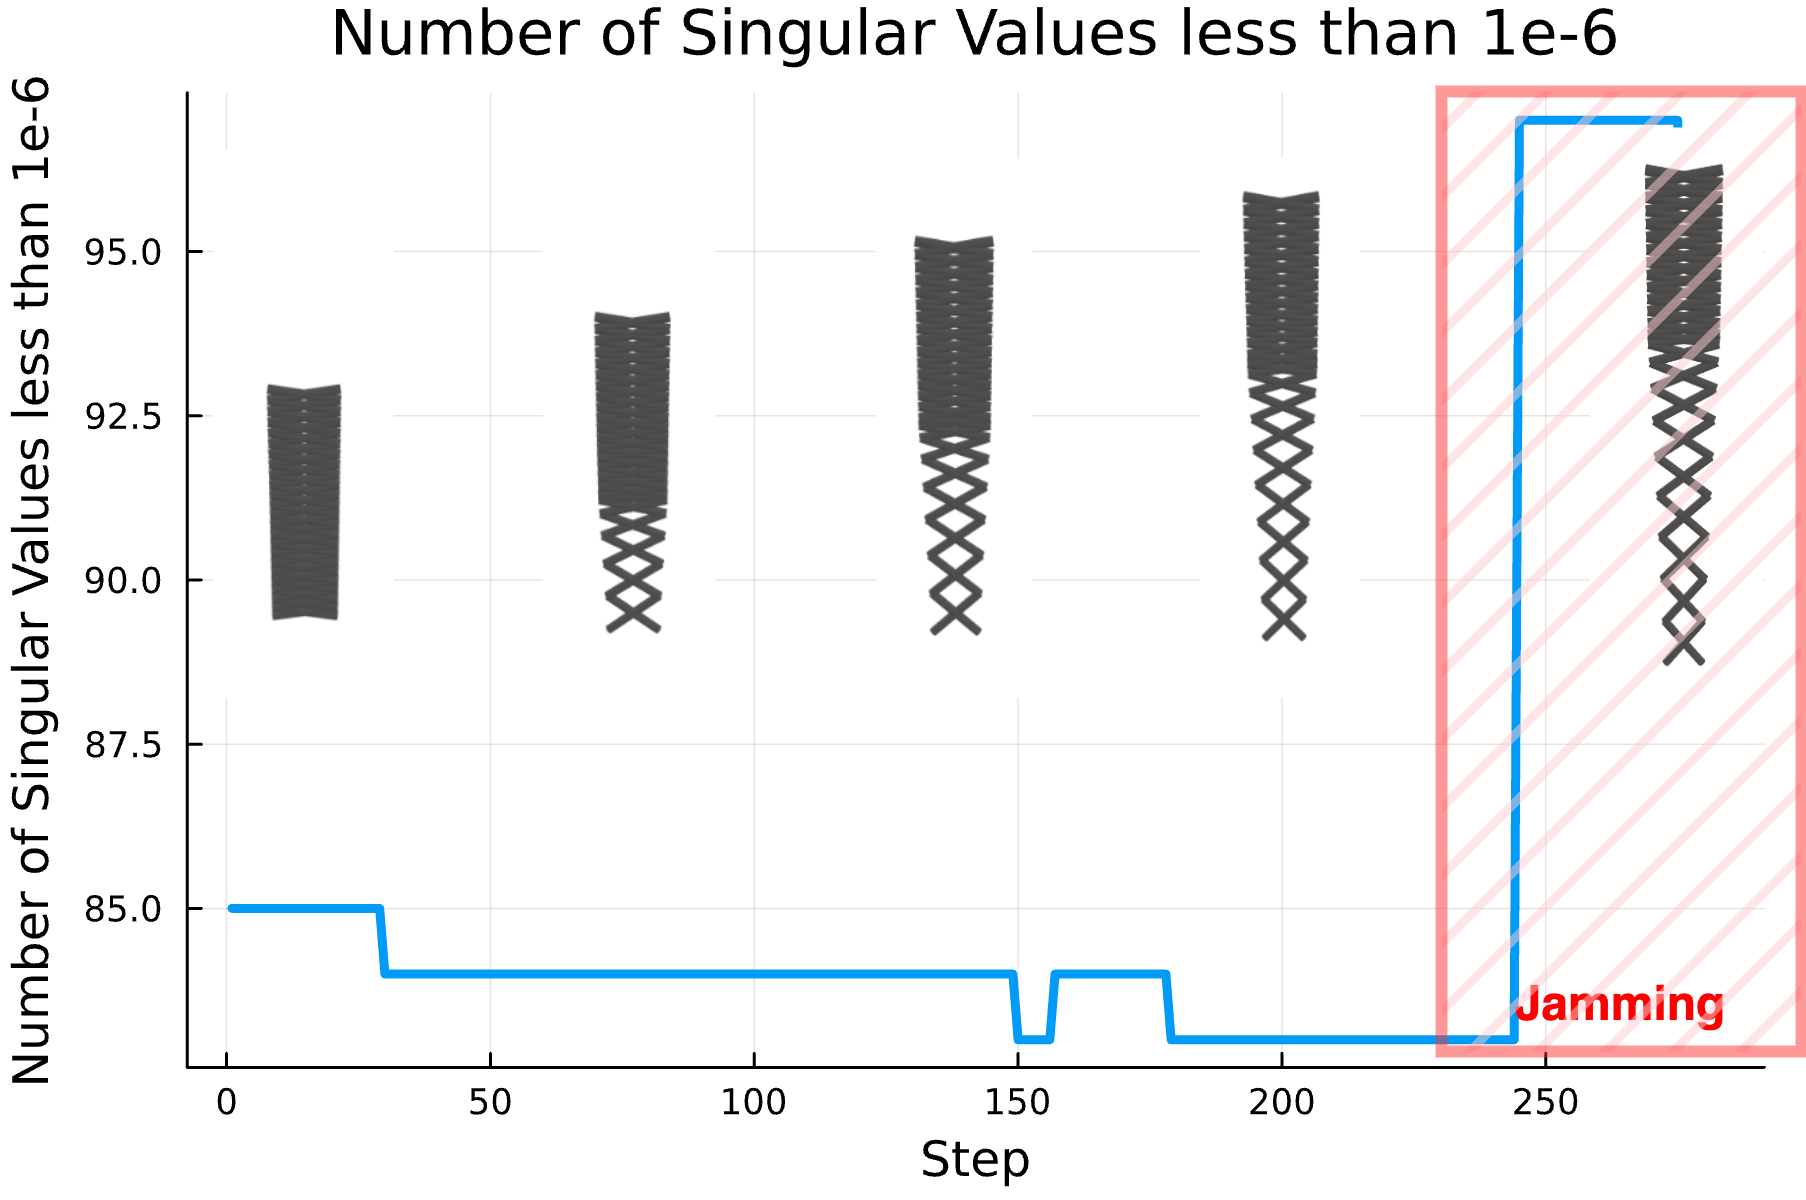 Number of Singular Values less than 1e-6
Number of Singular Values less than 1e-6
95.0
92.5
90.0
87.5
85.0
Jamming
0
50
100
150
200
250
Step